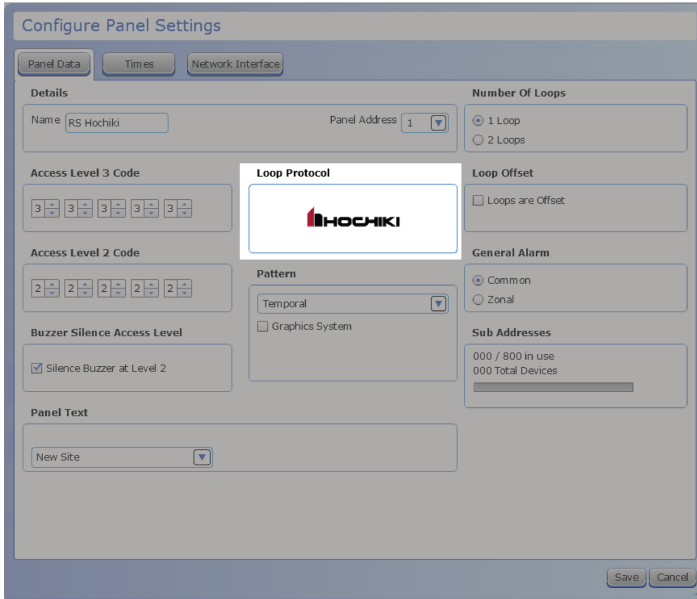 Configure Panel Settings
Panel Data
Times
Network Interface
Details
Name RS Hochiki
Panel Address 1
Number Of Loops
1 Loop
2 Loops
Access Level 3 Code
3 3 3 3 3
Loop Protocol
HOCHIKI
Loop Offset
Loops are Offset
Access Level 2 Code
2 2 2 2 2
Pattern
Temporal
Graphics System
General Alarm
Common
Zonal
Buzzer Silence Access Level
Silence Buzzer at Level 2
Sub Addresses
000 / 800 in use
000 Total Devices
Panel Text
New Site
Save
Cancel